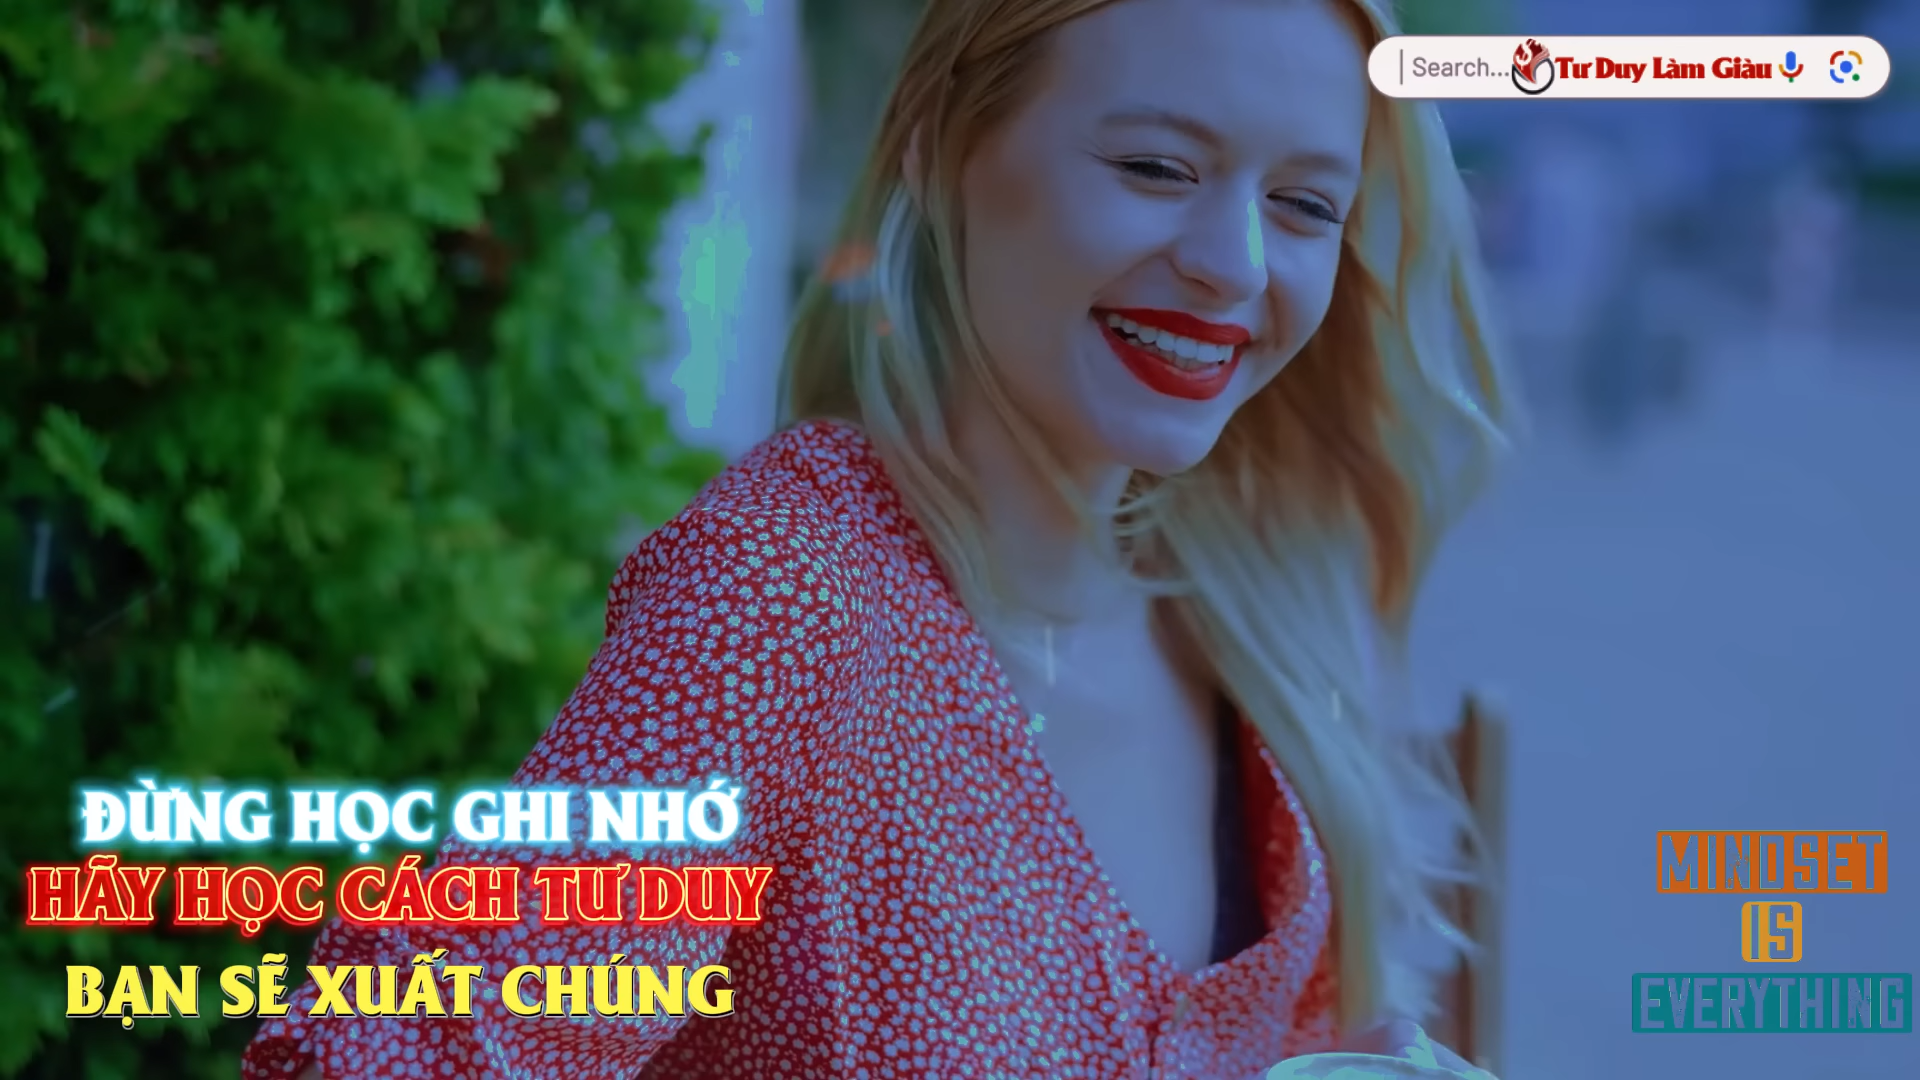 Search... Tư Duy Làm Giàu
ĐỪNG HỌC GHI NHỚ
HÃY HỌC CÁCH TƯ DUY
BẠN SẼ XUẤT CHÚNG
MINDSET
IS
EVERYTHING